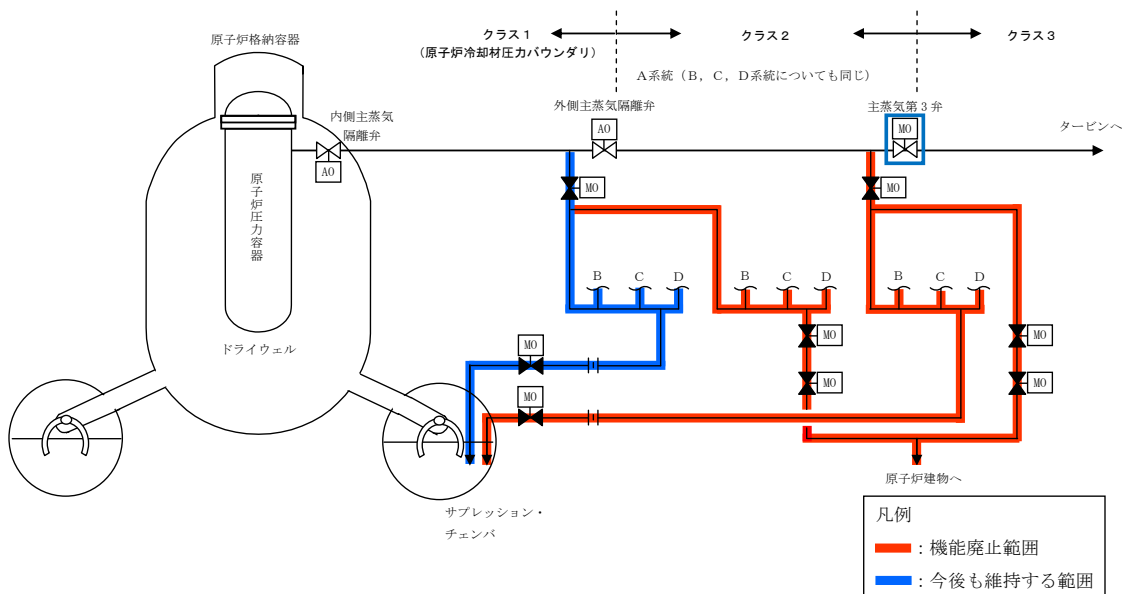 クラス1
クラス2
クラス3
(原子炉冷却材圧力バウンダリ)
原子炉格納容器
A系統(B,C,D系統についても同じ)
内側主蒸気
隔離弁
外側主蒸気隔離弁
主蒸気第3弁
AO
MO
タービンへ
AO
原子炉圧力容器
MO
MO
B
C
D
B
C
D
B
C
D
ドライウェル
MO
MO
MO
MO
MO
MO
原子炉建物へ
サプレッション・
チェンバ
凡例
:機能廃止範囲
:今後も維持する範囲